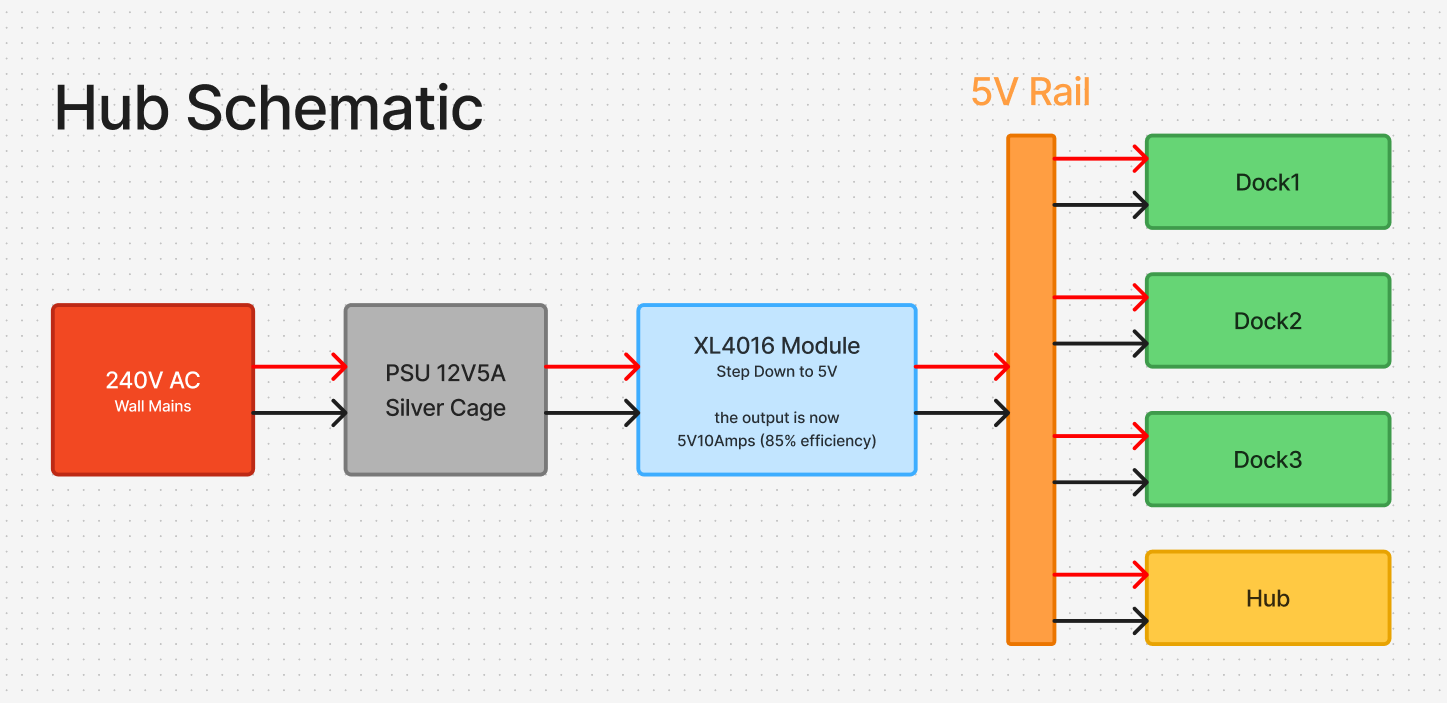 Hub Schematic
5V Rail
Dock1
Dock2
240V AC
Wall Mains
PSU 12V5A
Silver Cage
XL4016 Module
Step Down to 5V
the output is now
5V10Amps (85% efficiency)
Dock3
Hub